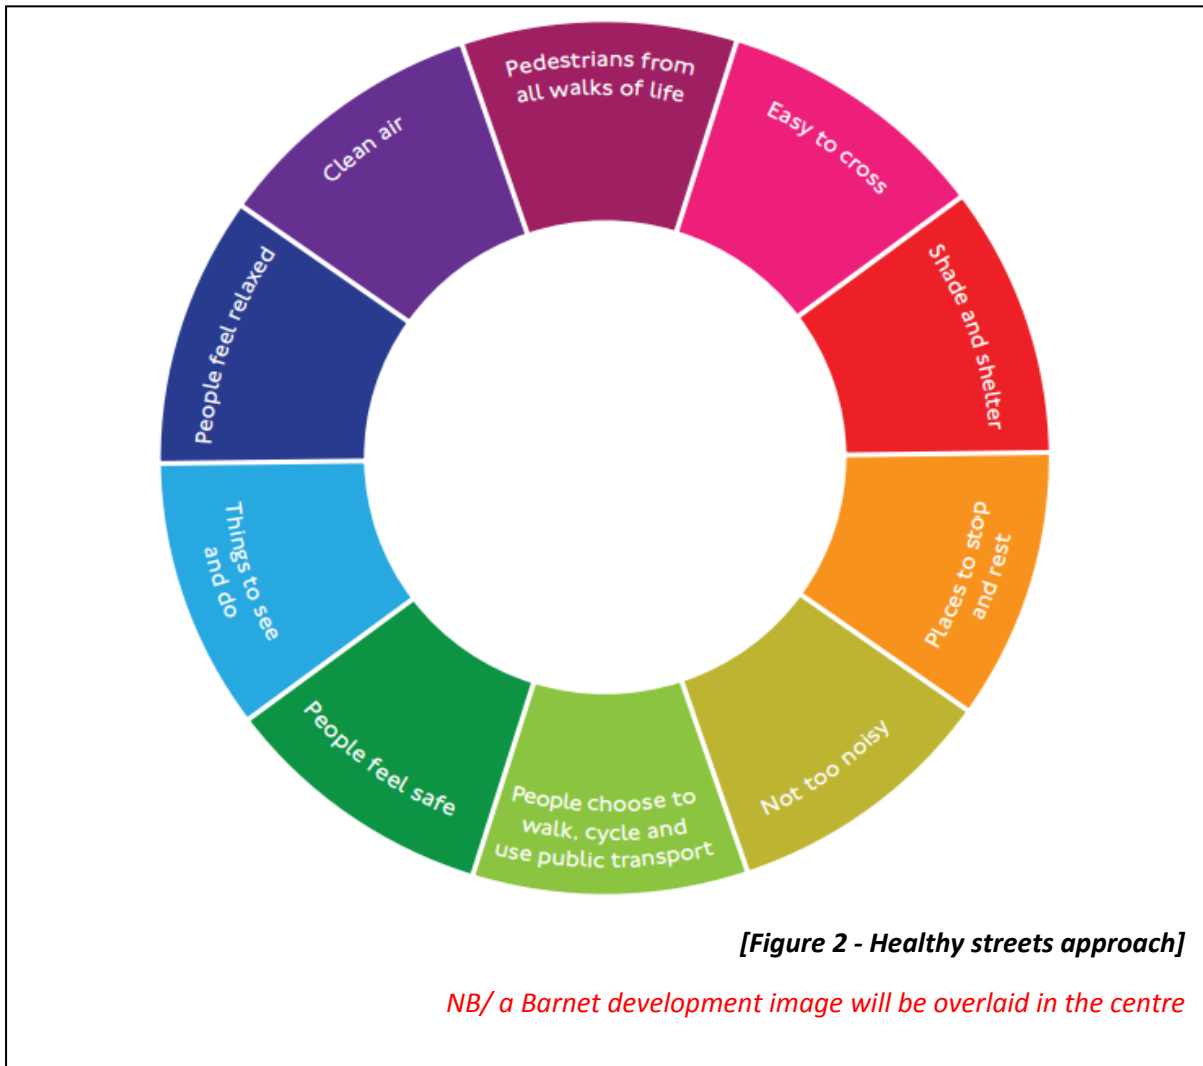 Pedestrians from
all walks of life
Easy to cross
Shade and shelter
Places to stop
and rest
Not too noisy
People choose to
walk, cycle and
use public transport
People feel safe
Things to see
and do
People feel relaxed
Clean air
[Figure 2 - Healthy streets approach]
NB/ a Barnet development image will be overlaid in the centre